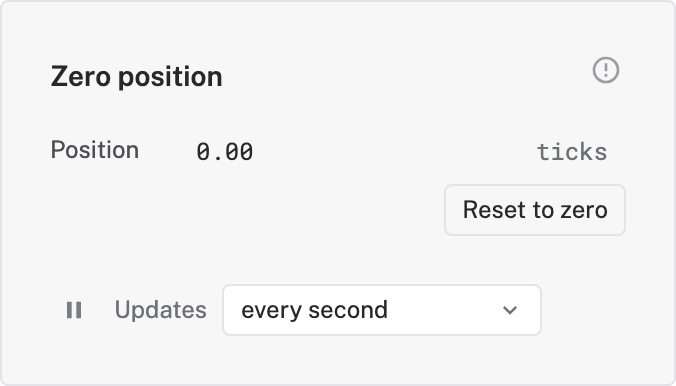 Zero position
Position 0.00 ticks
Reset to zero
Updates every second